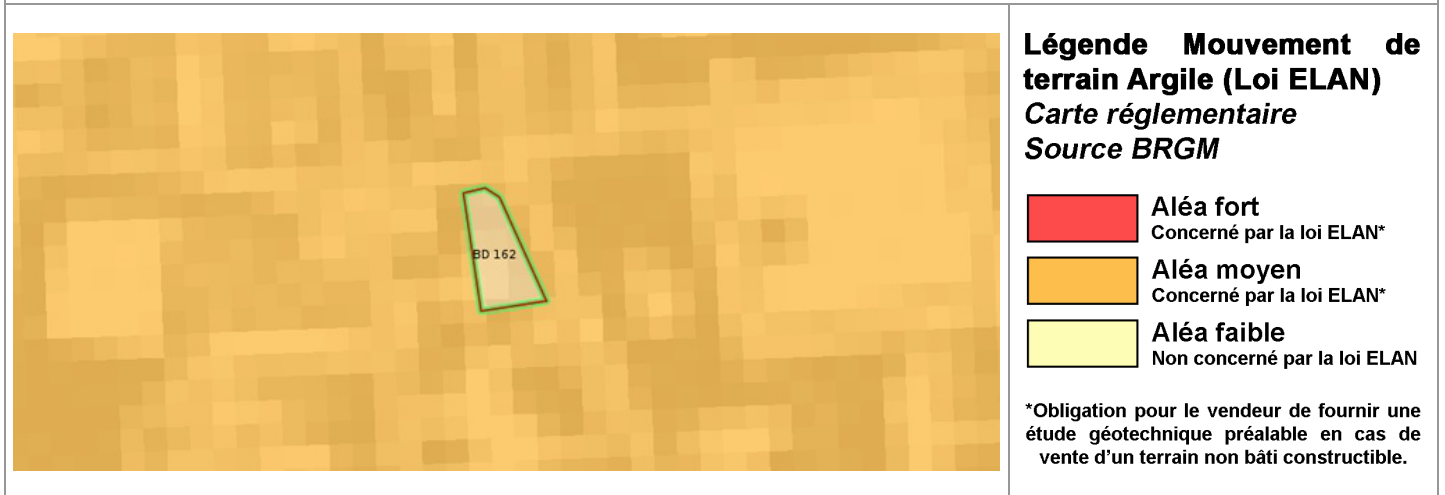 BD 162
Légende Mouvement de
terrain Argile (Loi ELAN)
Carte réglementaire
Source BRGM
Aléa fort
Concerné par la loi ELAN*
Aléa moyen
Concerné par la loi ELAN*
Aléa faible
Non concerné par la loi ELAN
*Obligation pour le vendeur de fournir une
étude géotechnique préalable en cas de
vente d’un terrain non bâti constructible.